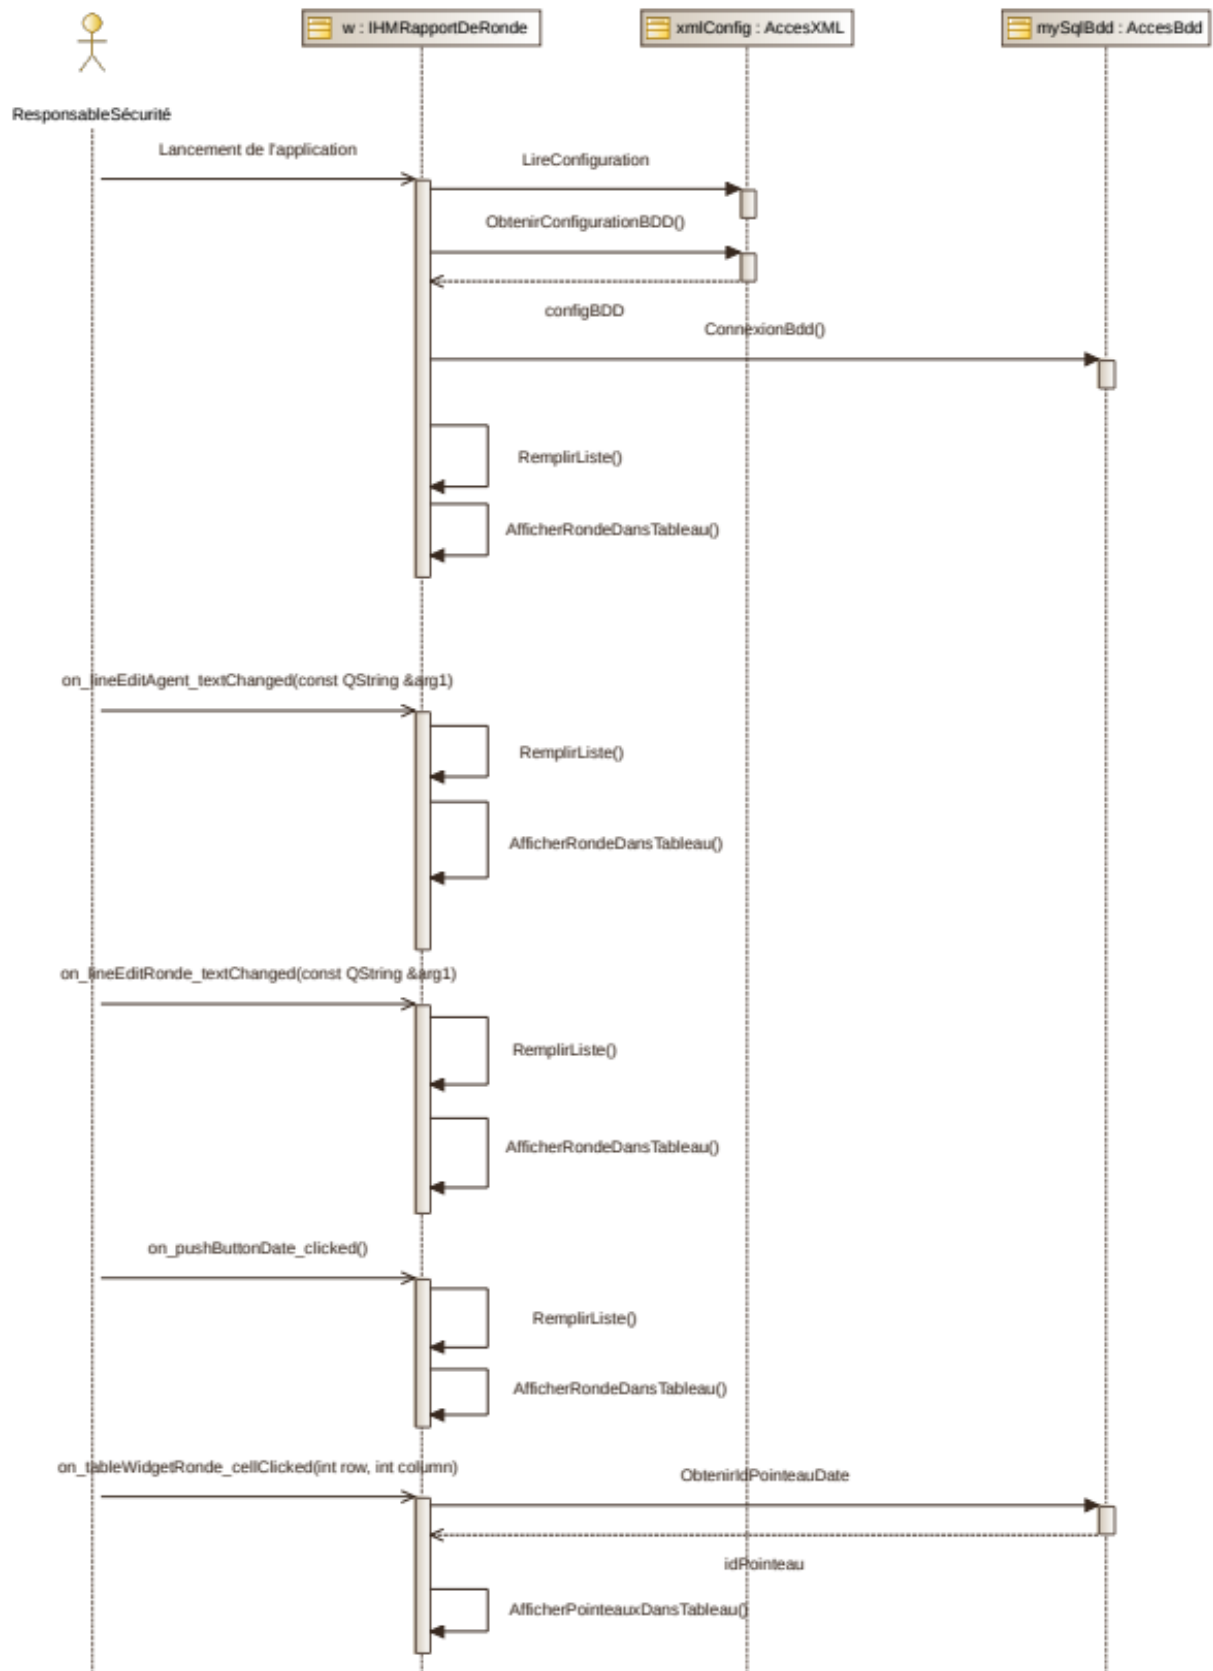 w : IHMRapportDeRonde
xmlConfig : AccesXML
mySqlBdd : AccesBdd
ResponsableSécurité
Lancement de l'application
LireConfiguration
ObtenirConfigurationBDD()
configBDD
ConnexionBdd()
RemplirListe()
AfficherRondeDansTableau()
on_lineEditAgent_textChanged(const QString &arg1)
RemplirListe()
AfficherRondeDansTableau()
on_lineEditRonde_textChanged(const QString &arg1)
RemplirListe()
AfficherRondeDansTableau()
on_pushButtonDate_clicked()
RemplirListe()
AfficherRondeDansTableau()
on_tableWidgetRonde_cellClicked(int row, int column)
ObtenirIdPointeauDate
idPointeau
AfficherPointeauxDansTableau()